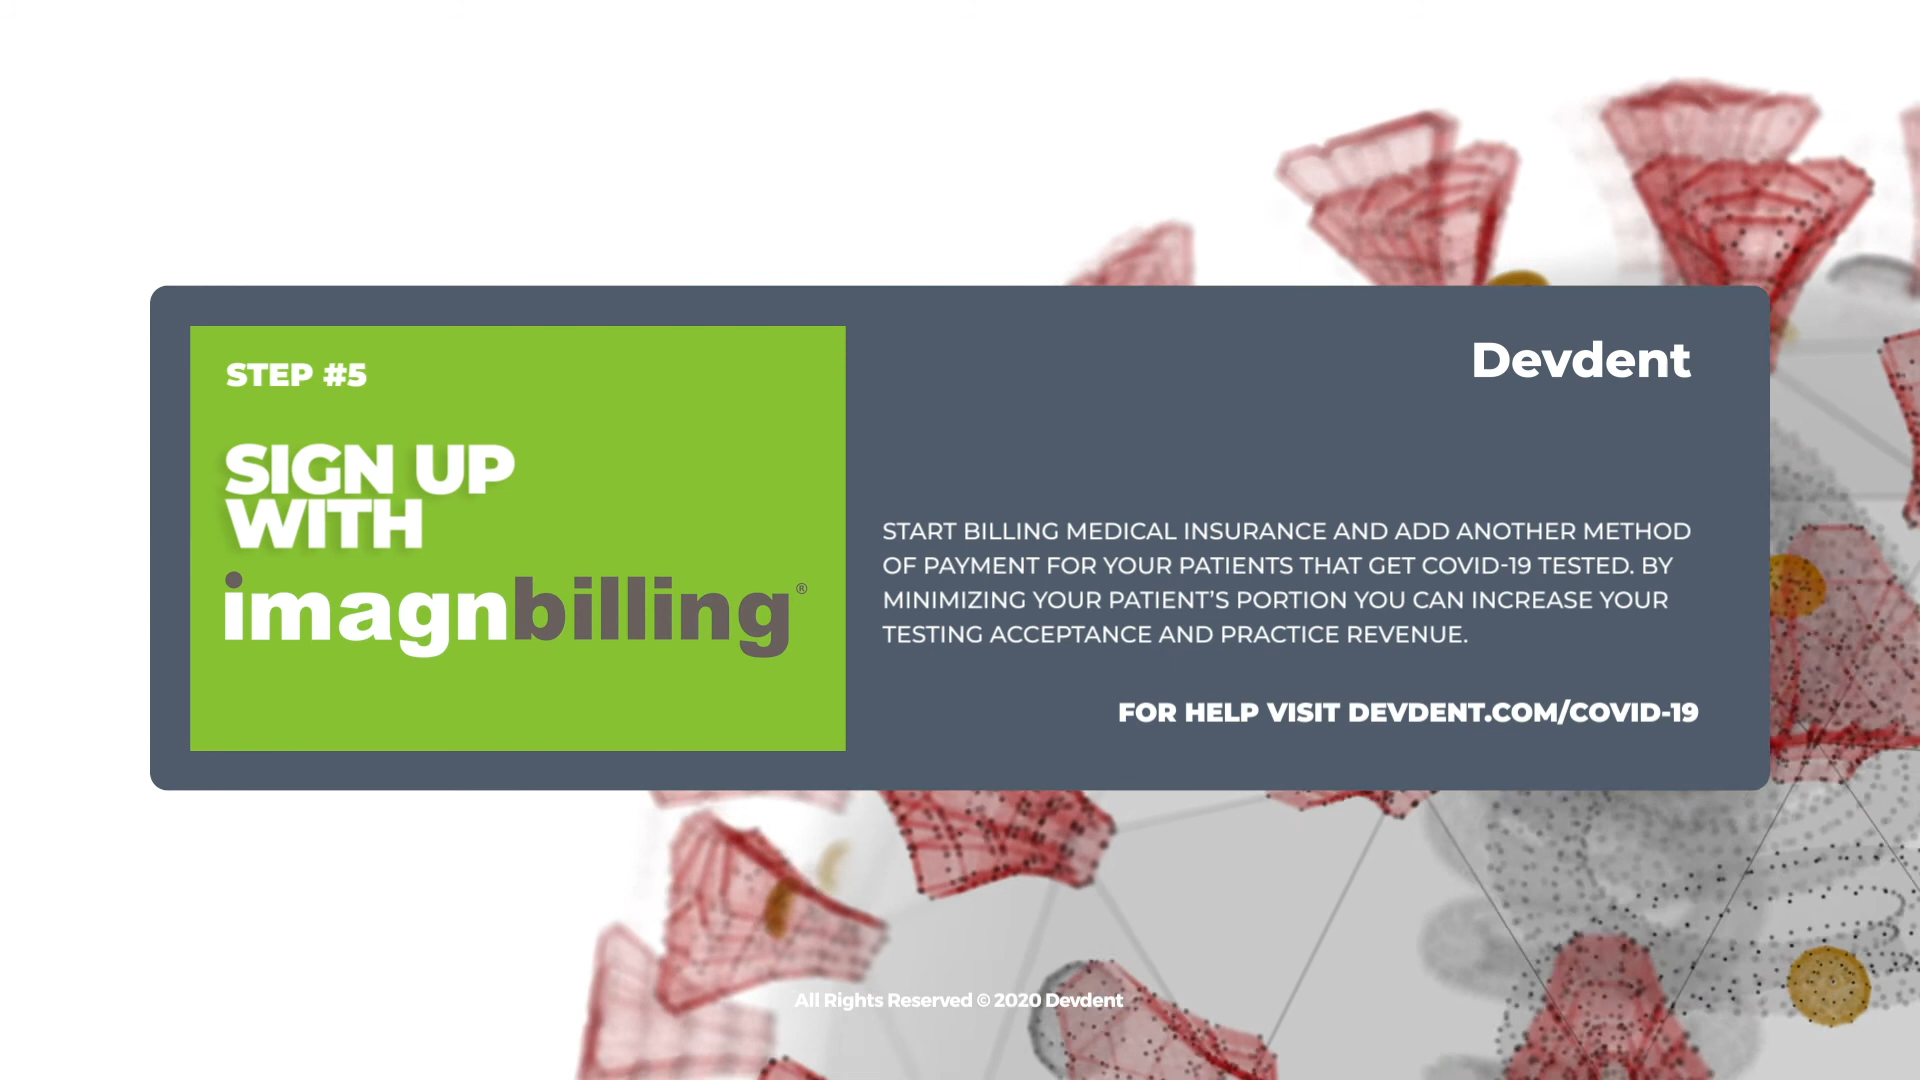 STEP #5
SIGN UP
WITH
imagnbilling®
Devdent
START BILLING MEDICAL INSURANCE AND ADD ANOTHER METHOD
OF PAYMENT FOR YOUR PATIENTS THAT GET COVID-19 TESTED. BY
MINIMIZING YOUR PATIENT’S PORTION YOU CAN INCREASE YOUR
TESTING ACCEPTANCE AND PRACTICE REVENUE.
FOR HELP VISIT DEVDENT.COM/COVID-19
All Rights Reserved © 2020 Devdent